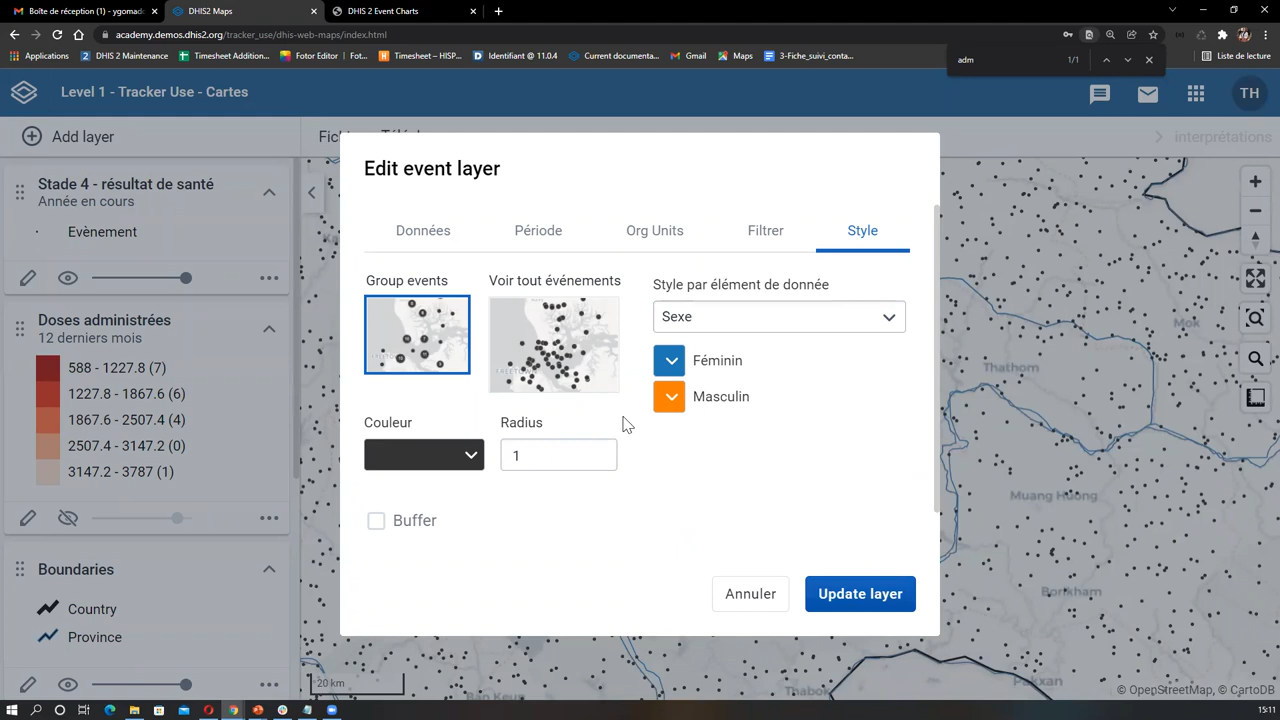 Boîte de réception (1) - ygomad
DHIS2 Maps
DHIS 2 Event Charts
academy.demos.dhis2.org/tracker_use/dhis-web-maps/index.html
Applications
DHIS 2 Maintenance
Timesheet Addition...
Fotor Editor | Fot...
Timesheet – HISP...
Identifiant @ 11.0.4
Current documenta...
Gmail
Maps
3-Fiche_suivi_conta...
Liste de lecture
adm
1/1
Level 1 - Tracker Use - Cartes
TH
Add layer
interprétations
Stade 4 - résultat de santé
Année en cours
Evènement
Doses administrées
12 derniers mois
588 - 1227.8 (7)
1227.8 - 1867.6 (6)
1867.6 - 2507.4 (4)
2507.4 - 3147.2 (0)
3147.2 - 3787 (1)
Boundaries
Country
Province
Edit event layer
Données
Période
Org Units
Filtrer
Style
Group events
Voir tout événements
Style par élément de donnée
Sexe
Féminin
Masculin
Couleur
Radius
1
Buffer
Annuler
Update layer
Mok
Thathom
Muang Houng
Borikham
Pakxan
Thabok
Ban Keun
20 km
© OpenStreetMap, © CartoDB
15:11